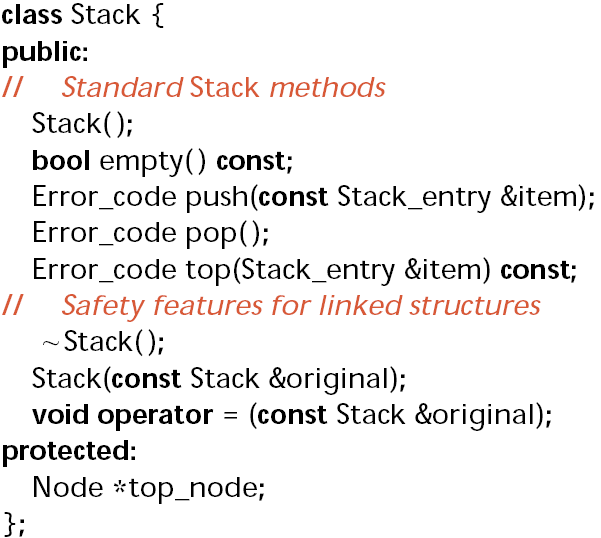 class Stack {
public:
// Standard Stack methods
Stack();
bool empty() const;
Error_code push(const Stack_entry &item);
Error_code pop();
Error_code top(Stack_entry &item) const;
// Safety features for linked structures
~Stack();
Stack(const Stack &original);
void operator = (const Stack &original);
protected:
Node *top_node;
};